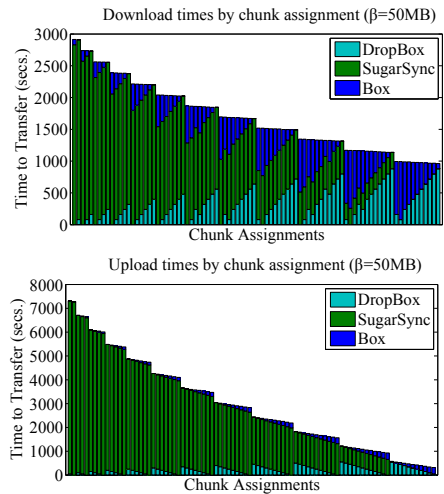 Download times by chunk assignment (β=50MB)
Time to Transfer (secs.)
3000
2500
2000
1500
1000
500
0
DropBox
SugarSync
Box
Chunk Assignments
Upload times by chunk assignment (β=50MB)
Time to Transfer (secs.)
8000
7000
6000
5000
4000
3000
2000
1000
0
DropBox
SugarSync
Box
Chunk Assignments